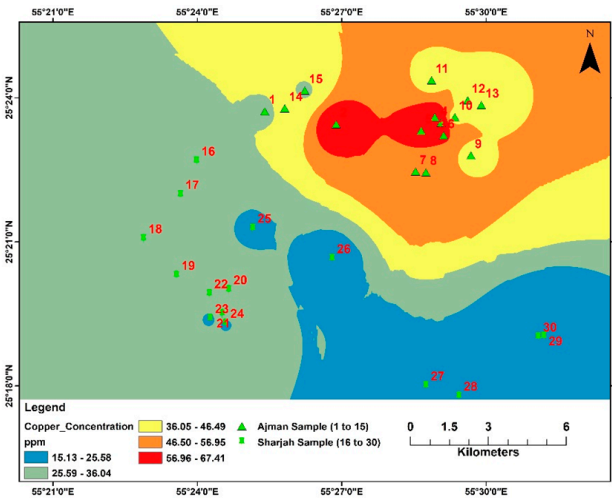 55°21'0"E 55°24'0"E 55°27'0"E 55°30'0"E
N
15
11
12
13
1
14
10
6
9
7 8
16
17
18
25
26
19
22 20
23 24
21
30
29
27
28
25°24'0"N
25°21'0"N
25°18'0"N
Legend
Copper_Concentration
ppm
15.13 - 25.58
25.59 - 36.04
36.05 - 46.49
46.50 - 56.95
56.96 - 67.41
Ajman Sample (1 to 15)
Sharjah Sample (16 to 30)
0 1 2 4 6
Kilometers
55°21'0"E 55°24'0"E 55°27'0"E 55°30'0"E